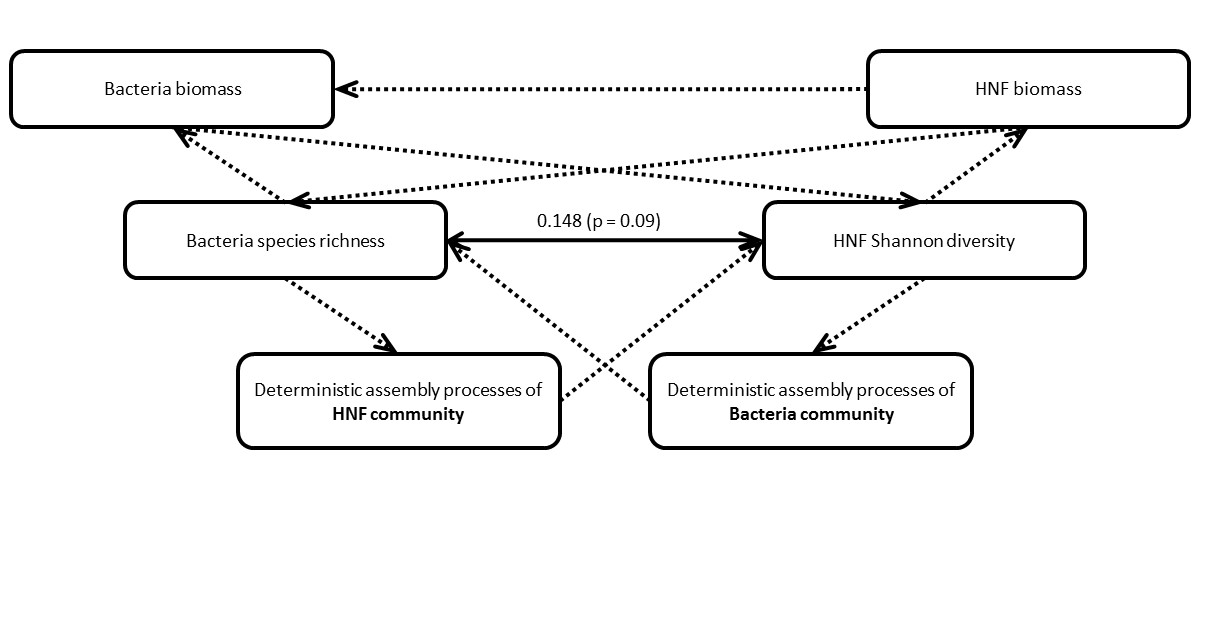 Bacteria biomass
HNF biomass
0.148 (p = 0.09)
Bacteria species richness
HNF Shannon diversity
Deterministic assembly processes of
HNF community
Deterministic assembly processes of
Bacteria community